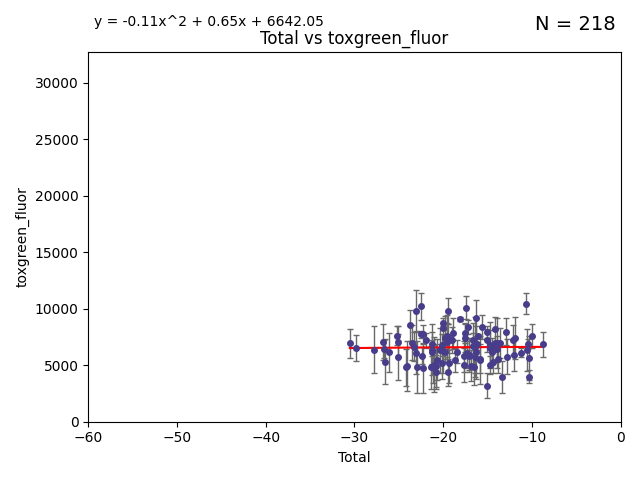 y = -0.11x^2 + 0.65x + 6642.05
N = 218
Total vs toxgreen_fluor
30000
25000
20000
15000
10000
5000
0
toxgreen_fluor
−60
−50
−40
−30
−20
−10
0
Total